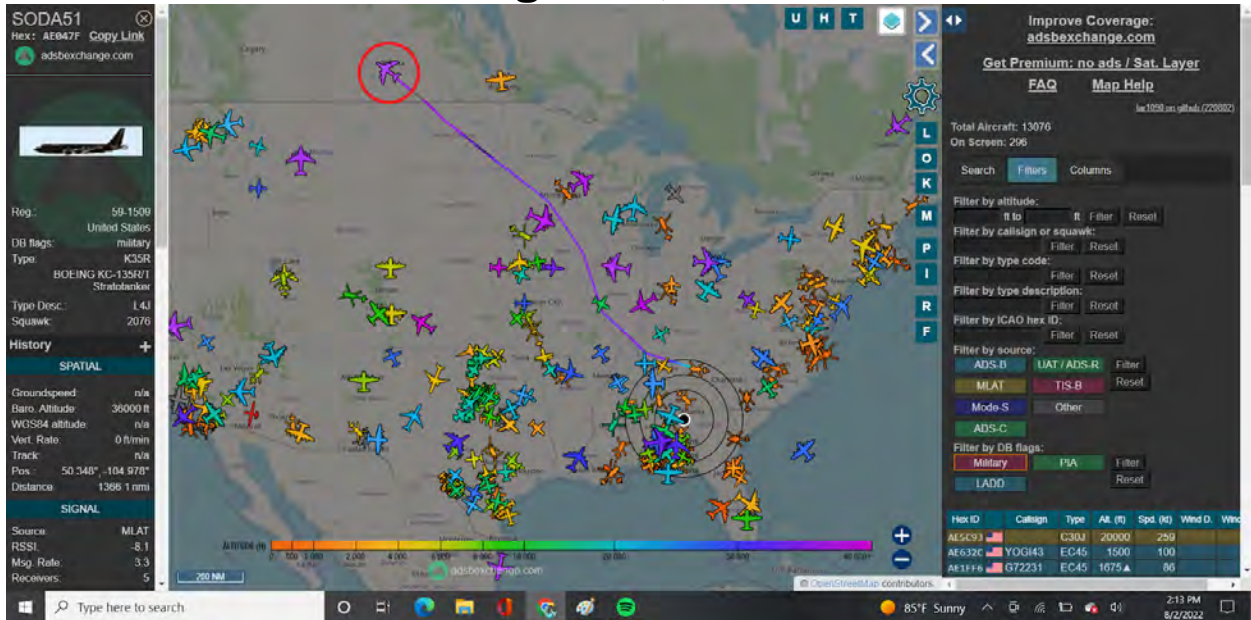 SODA51
Hex: AE047F Copy Link
adsbexchange.com
Reg.: 59-1509
United States
DB flags: military
Type: K35R
BOEING KC-135R/T
Stratotanker
Type Desc.: L4J
Squawk: 2076
History +
SPATIAL
Groundspeed: n/a
Baro. Altitude: 36000 ft
WGS84 altitude: n/a
Vert. Rate: 0 ft/min
Track: n/a
Pos.: 50.348°, -104.978°
Distance: 1366.1 nmi
SIGNAL
Source: MLAT
RSSI: -8.1
Msg. Rate: 3.3
Receivers: 5
Calgary
U H T
L
O
K
M
P
I
R
F
ALTITUDE (ft)
adsbexchange.com
200 NM
© OpenStreetMap contributors.
Improve Coverage:
adsbexchange.com
Get Premium: no ads / Sat. Layer
FAQ Map Help
Total Aircraft: 13076
On Screen: 296
Search Filters Columns
Filter by altitude:
ft to ft Filter Reset
Filter by callsign or squawk:
Filter Reset
Filter by type code:
Filter Reset
Filter by type description:
Filter Reset
Filter by ICAO hex ID:
Filter Reset
Filter by source:
ADS-B UAT / ADS-R Filter
MLAT TIS-B Reset
Mode-S Other
ADS-C
Filter by DB flags:
Military PIA Filter
LADD Reset
Hex ID Callsign Type Alt. (ft) Spd. (kt) Wind D.
AE5C93 C30J 20000 259
AE632C YOGI43 EC45 1500 100
AE1FF6 G72231 EC45 1675▲ 86
Type here to search
85°F Sunny
2:13 PM
8/2/2022